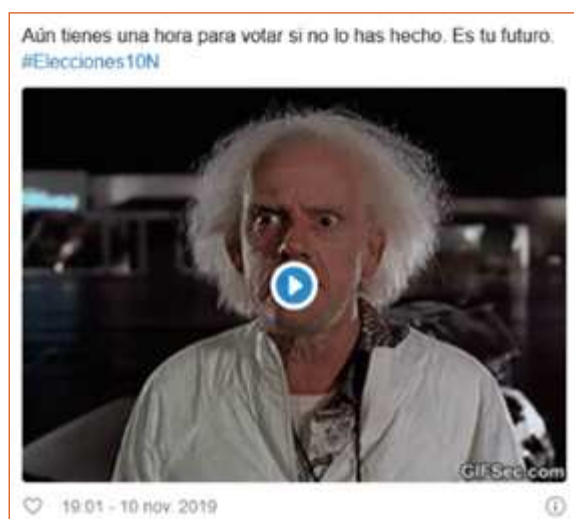 Aún tienes una hora para votar si no lo has hecho. Es tu futuro.
#Elecciones10N
GIFSec.com
19:01 - 10 nov. 2019